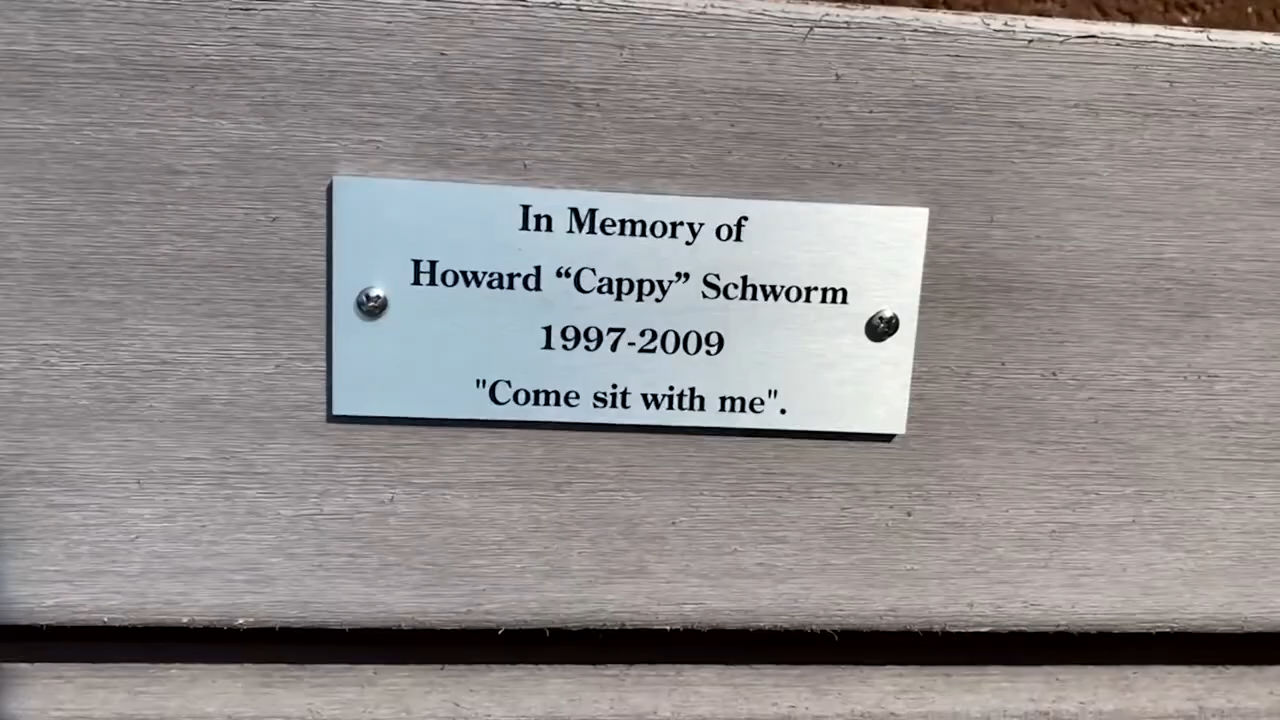 In Memory of
Howard “Cappy” Schworm
1997-2009
"Come sit with me".